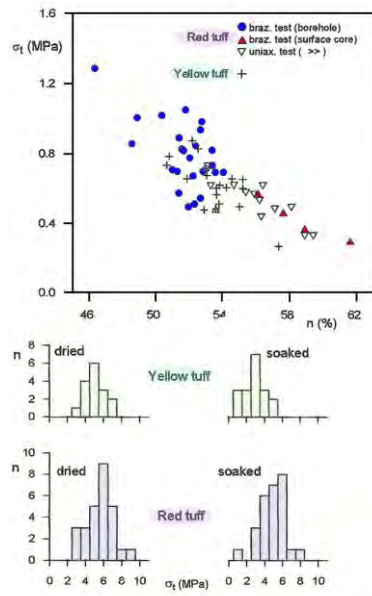 Red tuff
braz. test (borehole)
braz. test (surface core)
uniax. test ( >> )
Yellow tuff
σt (MPa)
1.6
1.2
0.8
0.4
0.0
46 50 54 58 62
n (%)
n
8
6
4
2
0
dried
Yellow tuff
soaked
n
10
8
6
4
2
0
dried
Red tuff
soaked
0 2 4 6 8 10
σt (MPa)
0 2 4 6 8 10